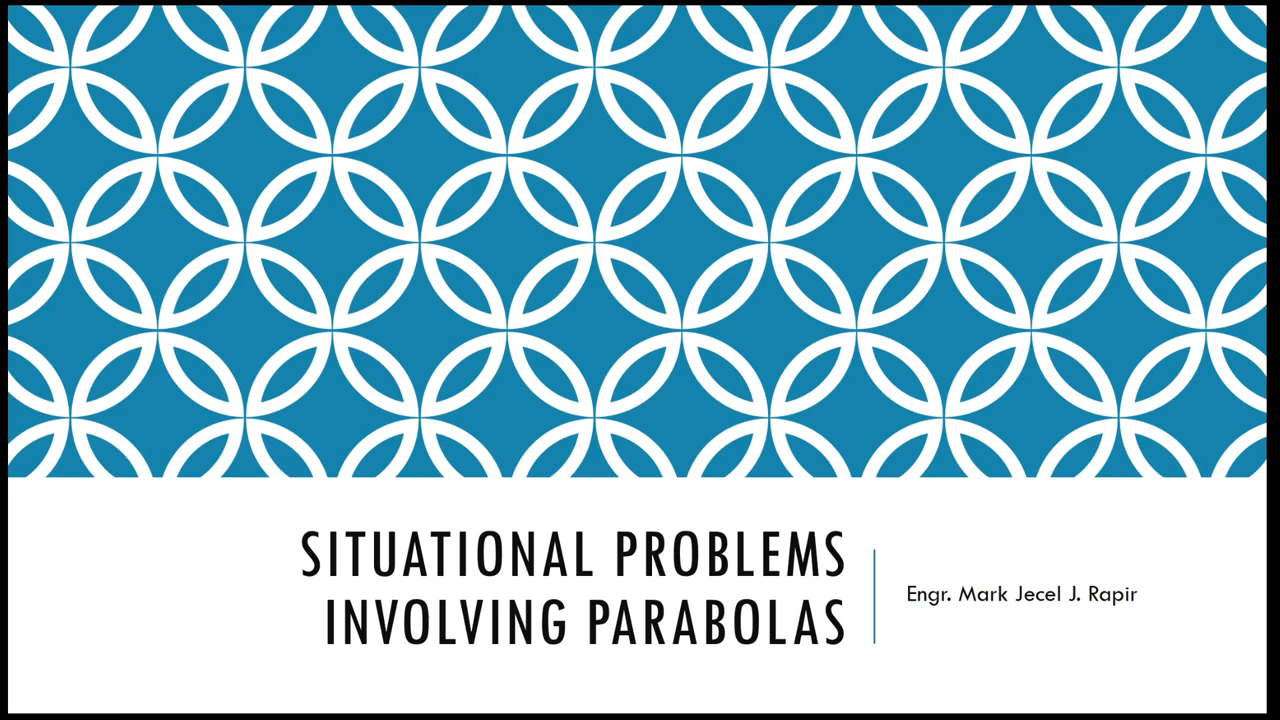 SITUATIONAL PROBLEMS
INVOLVING PARABOLAS
Engr. Mark Jecel J. Rapir